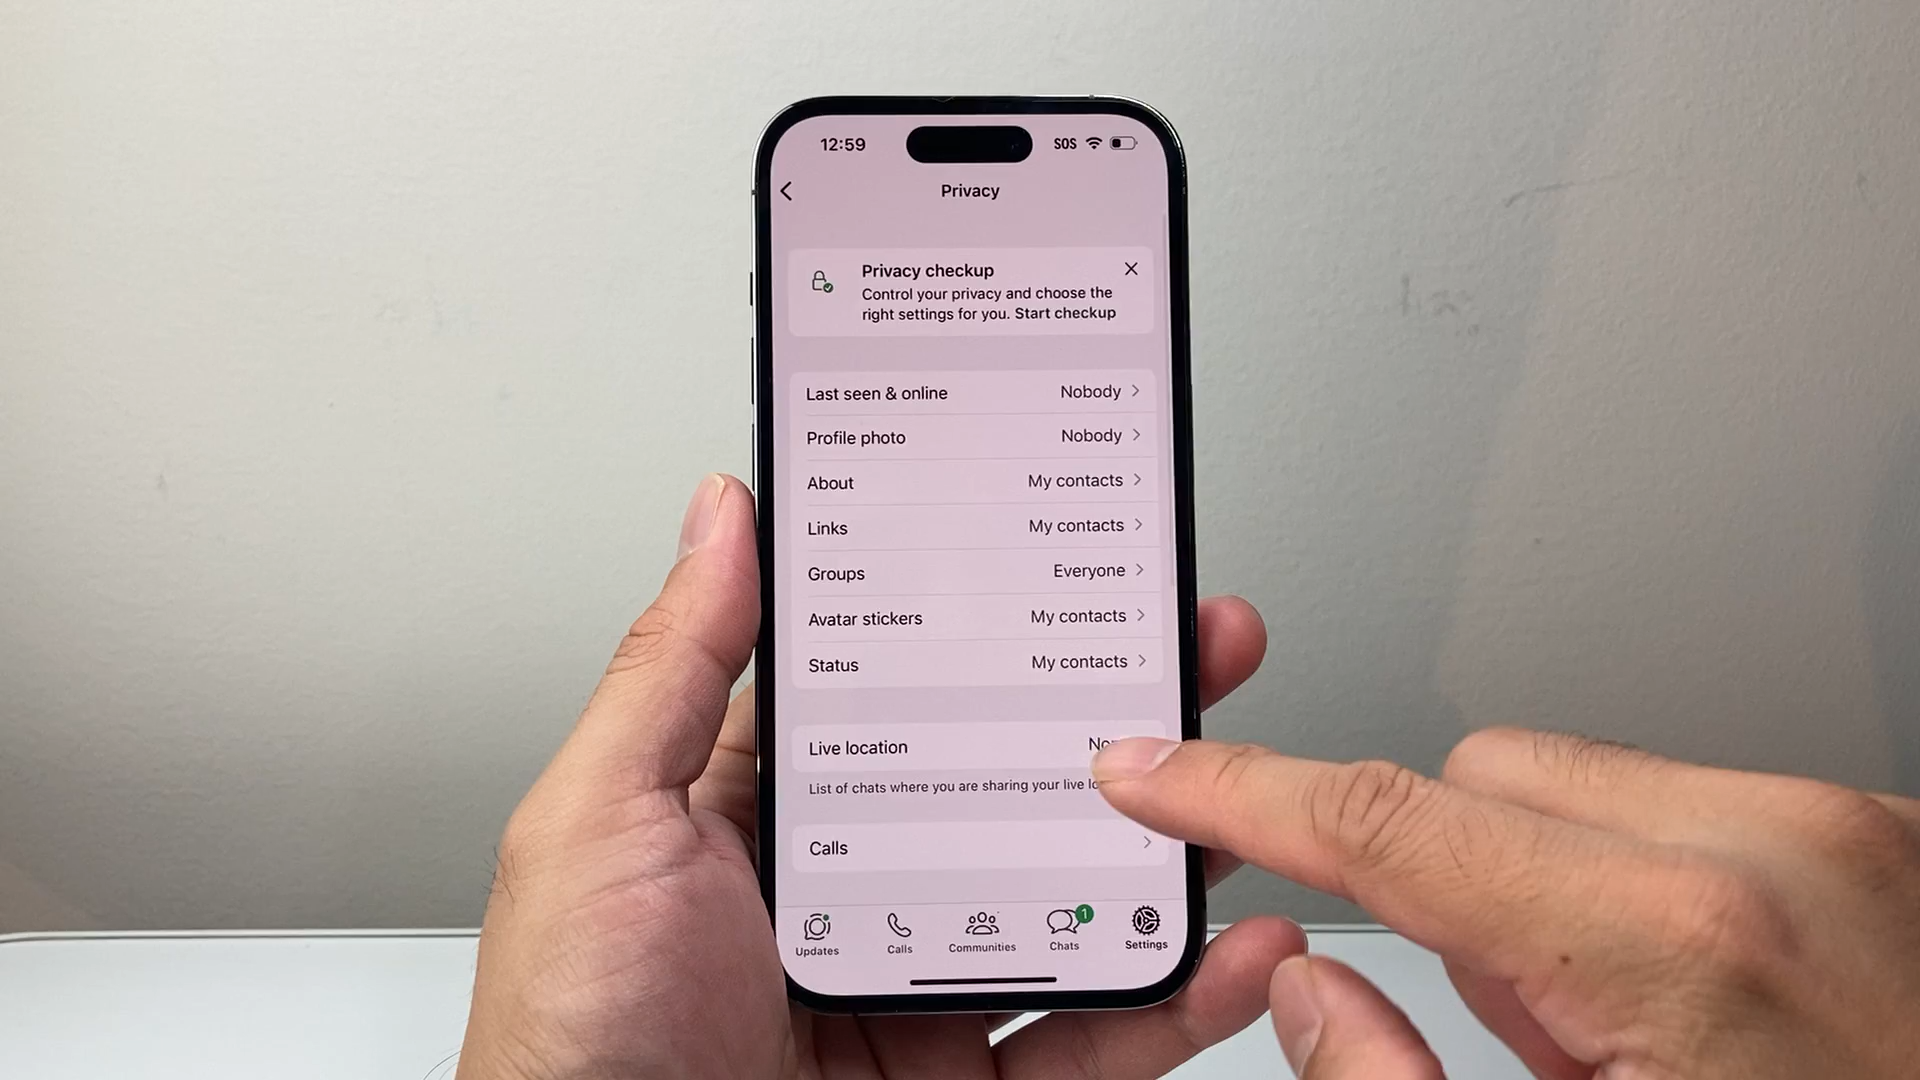 12:59 SOS
Privacy
Privacy checkup
Control your privacy and choose the
right settings for you. Start checkup
Last seen & online Nobody
Profile photo Nobody
About My contacts
Links My contacts
Groups Everyone
Avatar stickers My contacts
Status My contacts
Live location
List of chats where you are sharing your live
Calls
1
Updates Calls Communities Chats Settings